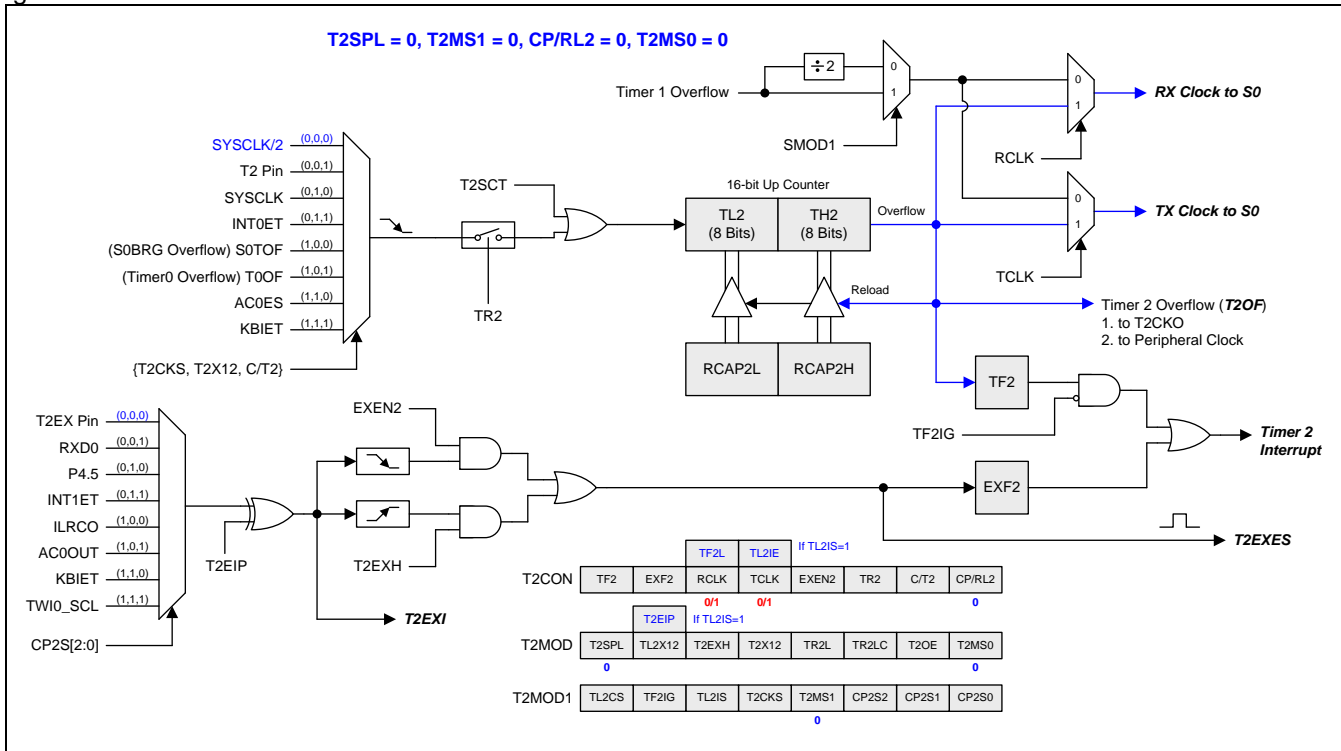 T2SPL = 0, T2MS1 = 0, CP/RL2 = 0, T2MS0 = 0
÷2
0
1
Timer 1 Overflow
SMOD1
0
1
RX Clock to S0
RCLK
0
1
TX Clock to S0
TCLK
SYSCLK/2 (0,0,0)
T2 Pin (0,0,1)
SYSCLK (0,1,0)
INT0ET (0,1,1)
(S0BRG Overflow) S0TOF (1,0,0)
(Timer0 Overflow) T0OF (1,0,1)
AC0ES (1,1,0)
KBIET (1,1,1)
{T2CKS, T2X12, C/T2}
T2SCT
TR2
16-bit Up Counter
TL2 (8 Bits)
TH2 (8 Bits)
Overflow
Reload
RCAP2L
RCAP2H
Timer 2 Overflow (T2OF)
1. to T2CKO
2. to Peripheral Clock
TF2
TF2IG
Timer 2
Interrupt
EXF2
T2EX Pin (0,0,0)
RXD0 (0,0,1)
P4.5 (0,1,0)
INT1ET (0,1,1)
ILRCO (1,0,0)
AC0OUT (1,0,1)
KBIET (1,1,0)
TWI0_SCL (1,1,1)
CP2S[2:0]
T2EIP
EXEN2
T2EXH
T2EXI
T2EXES
TF2L TL2IE If TL2IS=1
T2CON TF2 EXF2 RCLK TCLK EXEN2 TR2 C/T2 CP/RL2
0/1 0/1 0
T2EIP If TL2IS=1
T2MOD T2SPL TL2X12 T2EXH T2X12 TR2L TR2LC T2OE T2MS0
0 0
T2MOD1 TL2CS TF2IG TL2IS T2CKS T2MS1 CP2S2 CP2S1 CP2S0
0